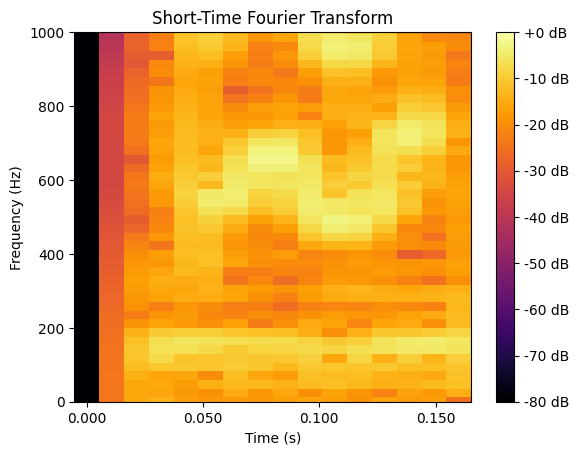 Short-Time Fourier Transform
1000
800
600
400
200
0
Frequency (Hz)
0.000
0.050
0.100
0.150
Time (s)
+0 dB
-10 dB
-20 dB
-30 dB
-40 dB
-50 dB
-60 dB
-70 dB
-80 dB